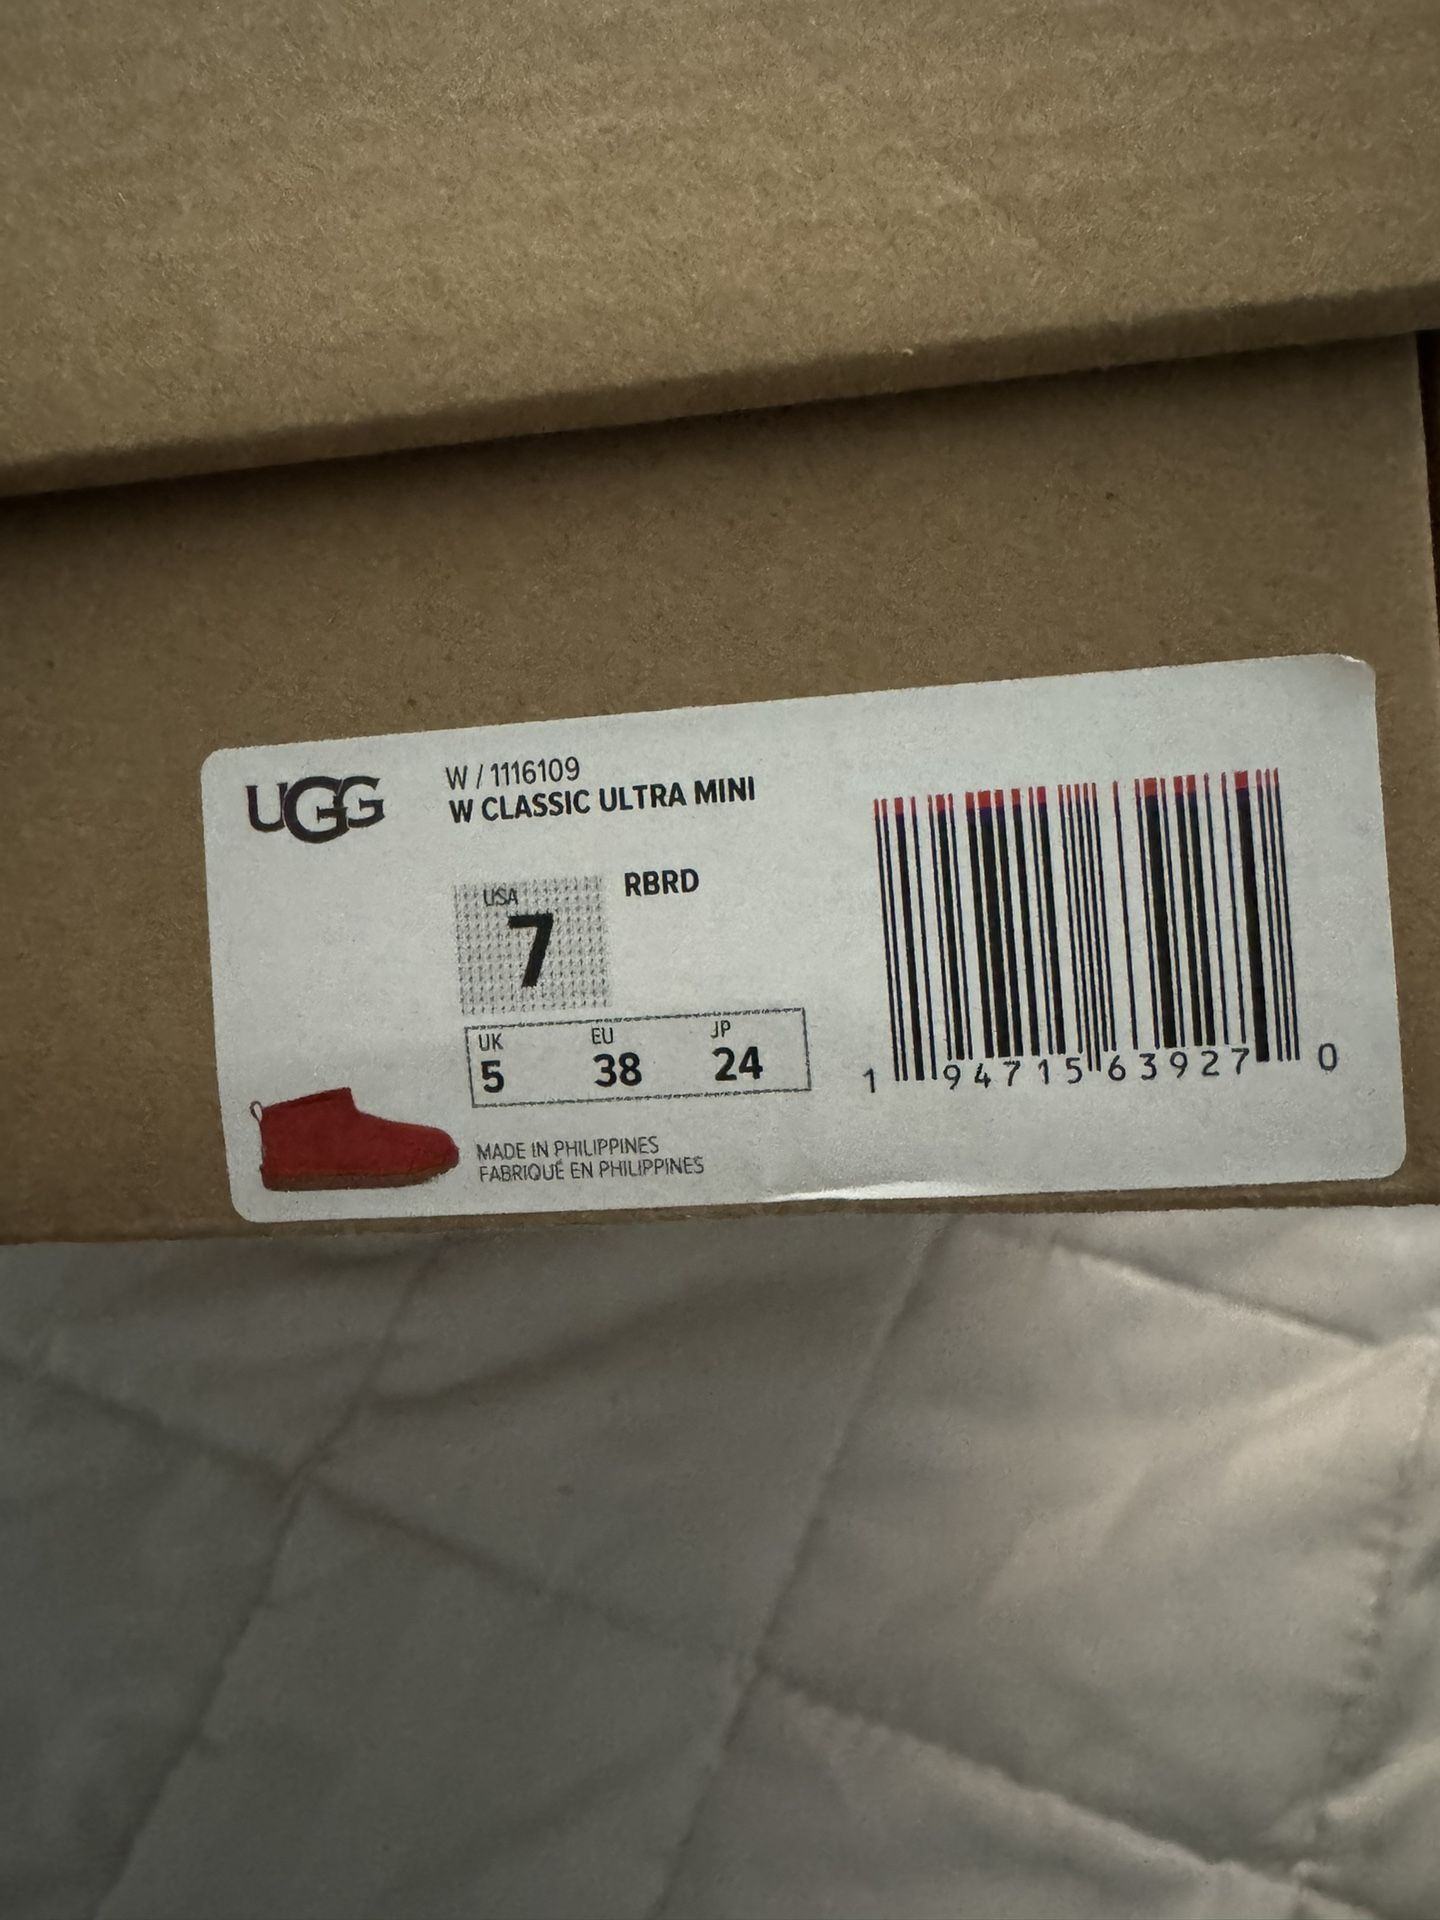 UGG
W / 1116109
W CLASSIC ULTRA MINI
USA
7
RBRD
UK EU JP
5 38 24
MADE IN PHILIPPINES
FABRIQUÉ EN PHILIPPINES
1 94715 63927 0